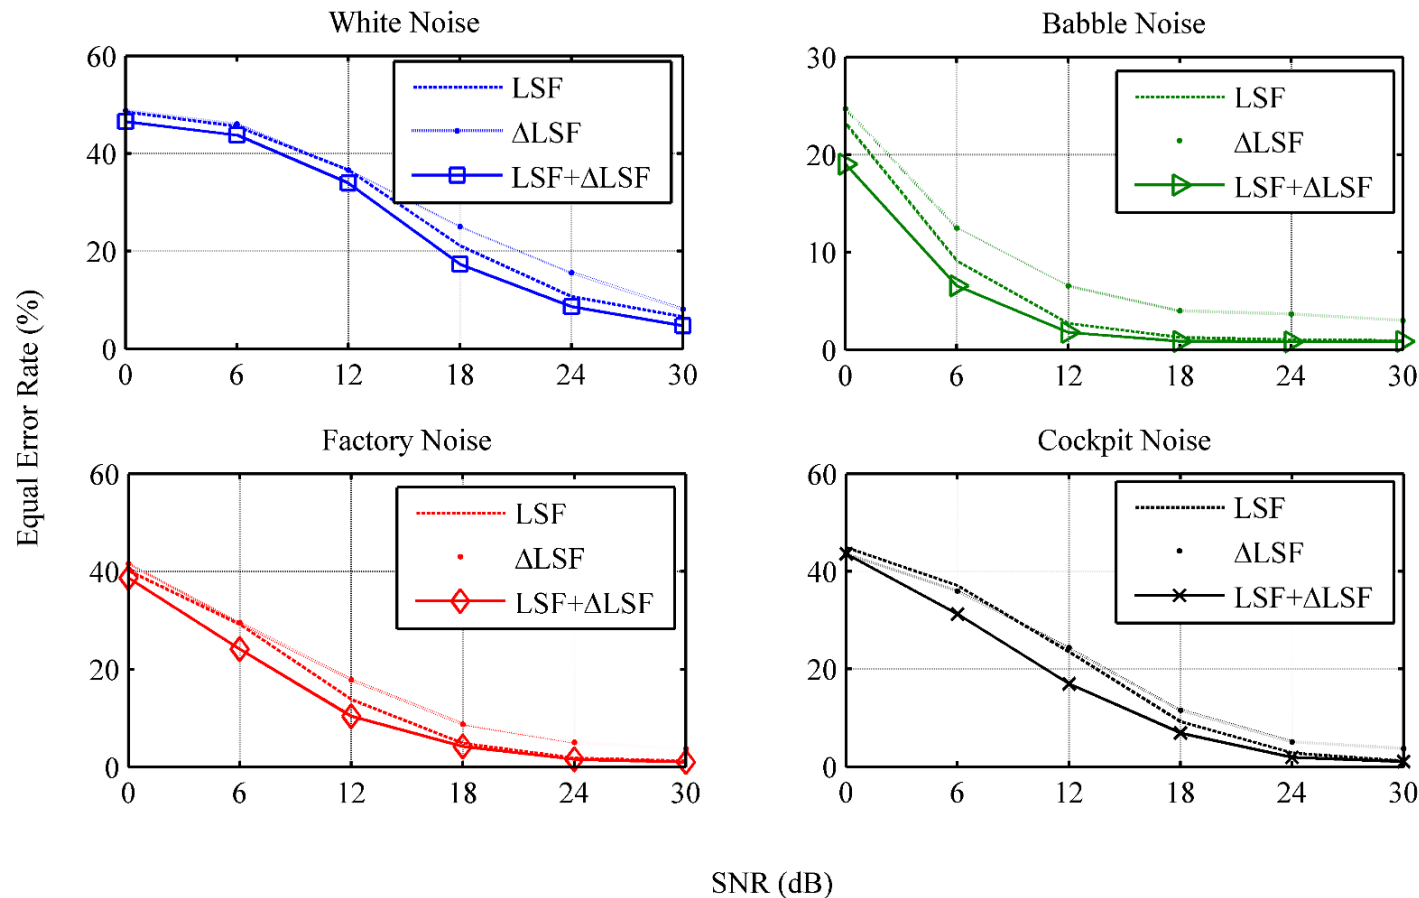 White Noise
60
40
20
0
0 6 12 18 24 30
LSF
ΔLSF
LSF+ΔLSF
Babble Noise
30
20
10
0
0 6 12 18 24 30
LSF
ΔLSF
LSF+ΔLSF
Equal Error Rate (%)
Factory Noise
60
40
20
0
0 6 12 18 24 30
LSF
ΔLSF
LSF+ΔLSF
Cockpit Noise
60
40
20
0
0 6 12 18 24 30
LSF
ΔLSF
LSF+ΔLSF
SNR (dB)